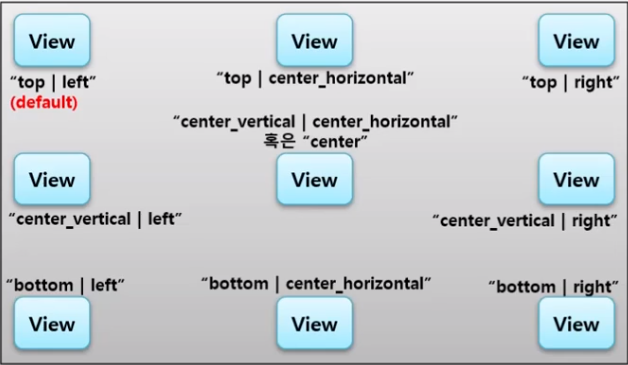 View
View
View
"top | left"
(default)
"top | center_horizontal"
"top | right"
"center_vertical | center_horizontal"
혹은 "center"
View
View
View
"center_vertical | left"
"center_vertical | right"
"bottom | left"
"bottom | center_horizontal"
"bottom | right"
View
View
View